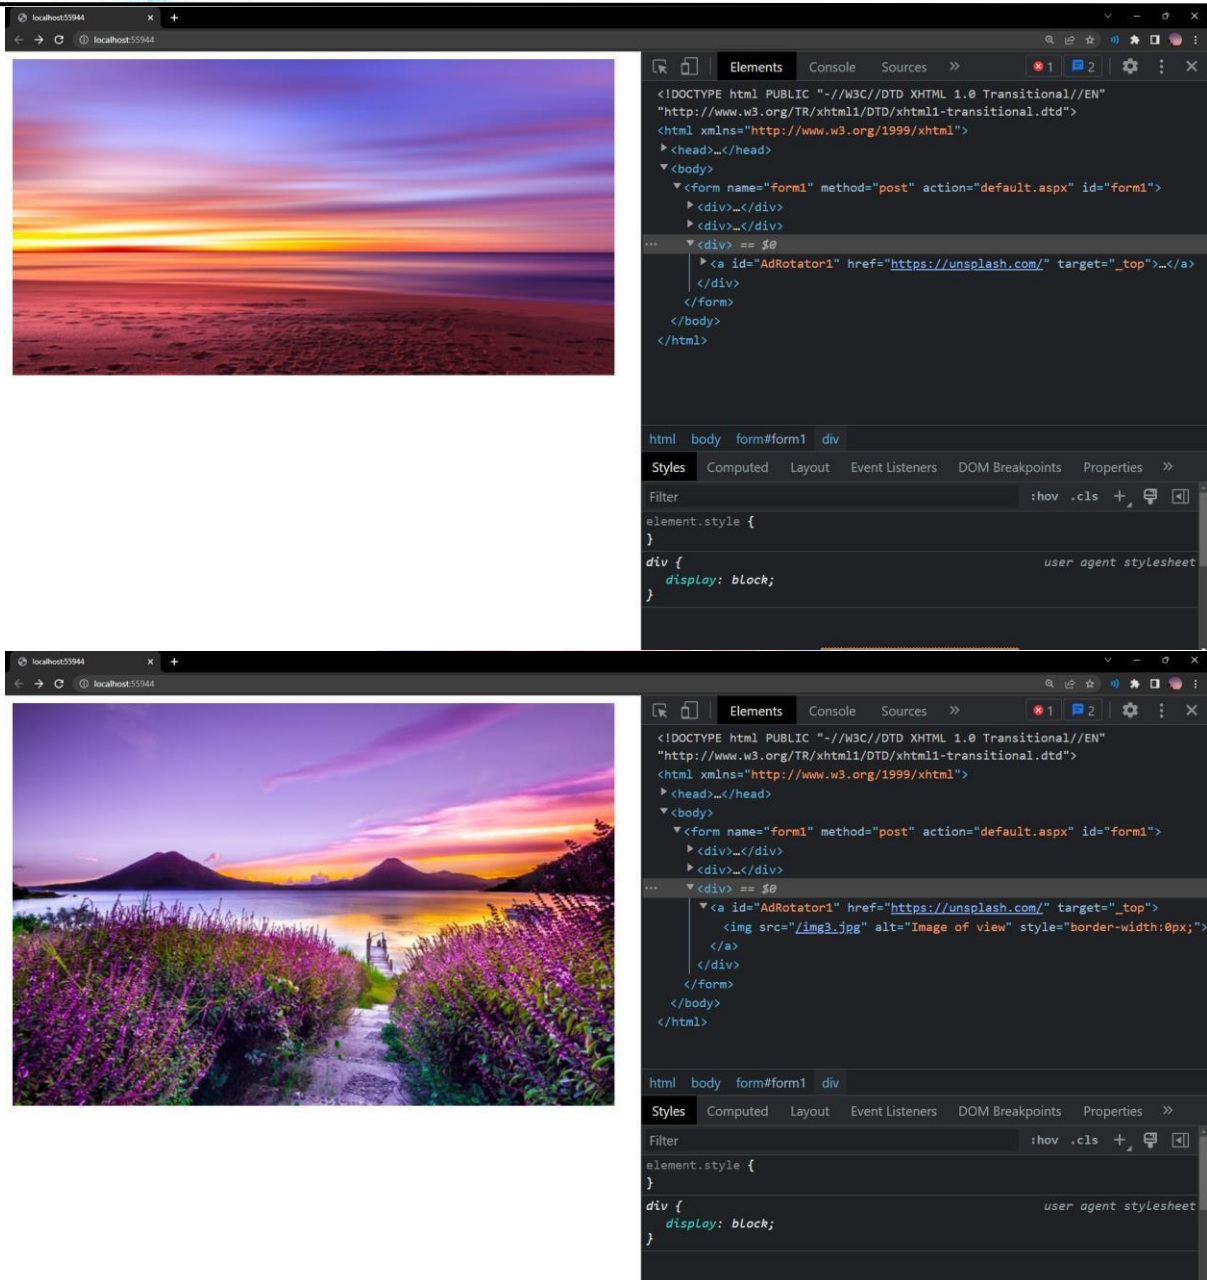 localhost:55944
localhost:55944
Elements Console Sources » 1 2
<!DOCTYPE html PUBLIC "-//W3C//DTD XHTML 1.0 Transitional//EN"
"http://www.w3.org/TR/xhtml1/DTD/xhtml1-transitional.dtd">
<html xmlns="http://www.w3.org/1999/xhtml">
<head>…</head>
<body>
<form name="form1" method="post" action="default.aspx" id="form1">
<div>…</div>
<div>…</div>
<div> == $0
<a id="AdRotator1" href="https://unsplash.com/" target="_top">…</a>
</div>
</form>
</body>
</html>
html body form#form1 div
Styles Computed Layout Event Listeners DOM Breakpoints Properties »
Filter :hov .cls
element.style {
}
div { user agent stylesheet
display: block;
}
localhost:55944
localhost:55944
Elements Console Sources » 1 2
<!DOCTYPE html PUBLIC "-//W3C//DTD XHTML 1.0 Transitional//EN"
"http://www.w3.org/TR/xhtml1/DTD/xhtml1-transitional.dtd">
<html xmlns="http://www.w3.org/1999/xhtml">
<head>…</head>
<body>
<form name="form1" method="post" action="default.aspx" id="form1">
<div>…</div>
<div>…</div>
<div> == $0
<a id="AdRotator1" href="https://unsplash.com/" target="_top">
<img src="/img3.jpg" alt="Image of view" style="border-width:0px;">
</a>
</div>
</form>
</body>
</html>
html body form#form1 div
Styles Computed Layout Event Listeners DOM Breakpoints Properties »
Filter :hov .cls
element.style {
}
div { user agent stylesheet
display: block;
}